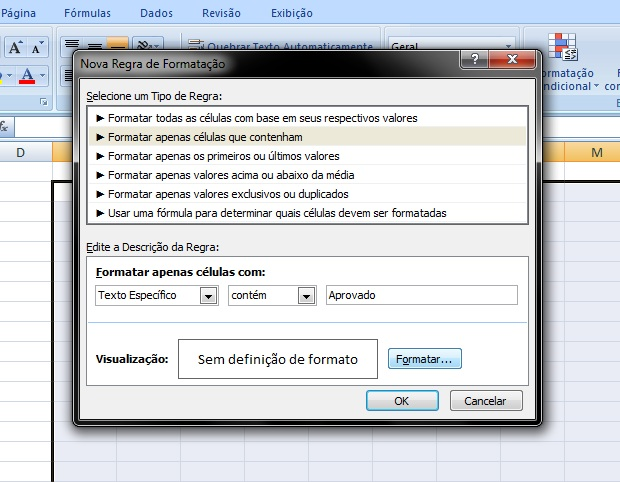 Página Fórmulas Dados Revisão Exibição
A A Quebrar Texto Automaticamente Geral
A
Nova Regra de Formatação
Selecione um Tipo de Regra:
► Formatar todas as células com base em seus respectivos valores
► Formatar apenas células que contenham
► Formatar apenas os primeiros ou últimos valores
► Formatar apenas valores acima ou abaixo da média
► Formatar apenas valores exclusivos ou duplicados
► Usar uma fórmula para determinar quais células devem ser formatadas
Edite a Descrição da Regra:
Formatar apenas células com:
Texto Específico contém Aprovado
Visualização: Sem definição de formato Formatar...
OK Cancelar
ormatação
ndicional
F
con
fx
D M